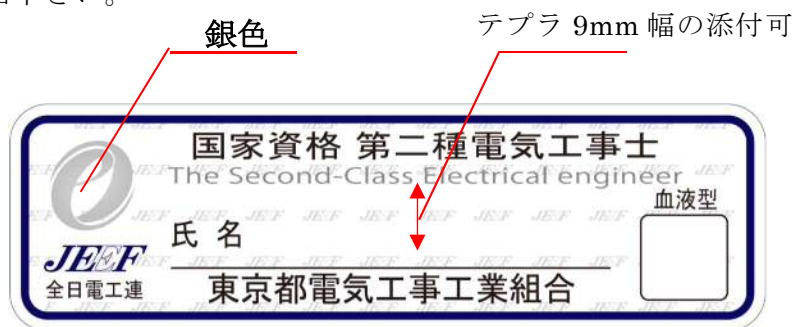 銀色
テプラ 9mm 幅の添付可
国家資格 第二種電気工事士
The Second-Class Electrical engineer
血液型
氏 名
JEEF
全日電工連
東京都電気工事工業組合